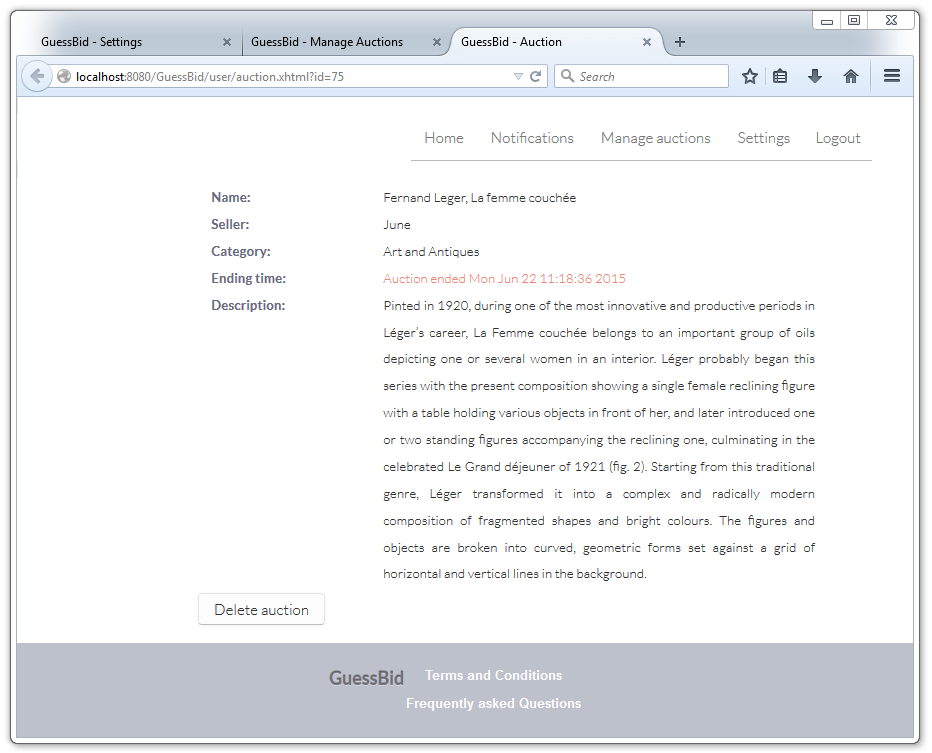 GuessBid - Settings
GuessBid - Manage Auctions
GuessBid - Auction
localhost:8080/GuessBid/user/auction.xhtml?id=75
Search
Home Notifications Manage auctions Settings Logout
Name: Fernand Leger, La femme couchée
Seller: June
Category: Art and Antiques
Ending time: Auction ended Mon Jun 22 11:18:36 2015
Description: Pinted in 1920, during one of the most innovative and productive periods in
Léger's career, La Femme couchée belongs to an important group of oils
depicting one or several women in an interior. Léger probably began this
series with the present composition showing a single female reclining figure
with a table holding various objects in front of her, and later introduced one
or two standing figures accompanying the reclining one, culminating in the
celebrated Le Grand déjeuner of 1921 (fig. 2). Starting from this traditional
genre, Léger transformed it into a complex and radically modern
composition of fragmented shapes and bright colours. The figures and
objects are broken into curved, geometric forms set against a grid of
horizontal and vertical lines in the background.
Delete auction
GuessBid Terms and Conditions
Frequently asked Questions